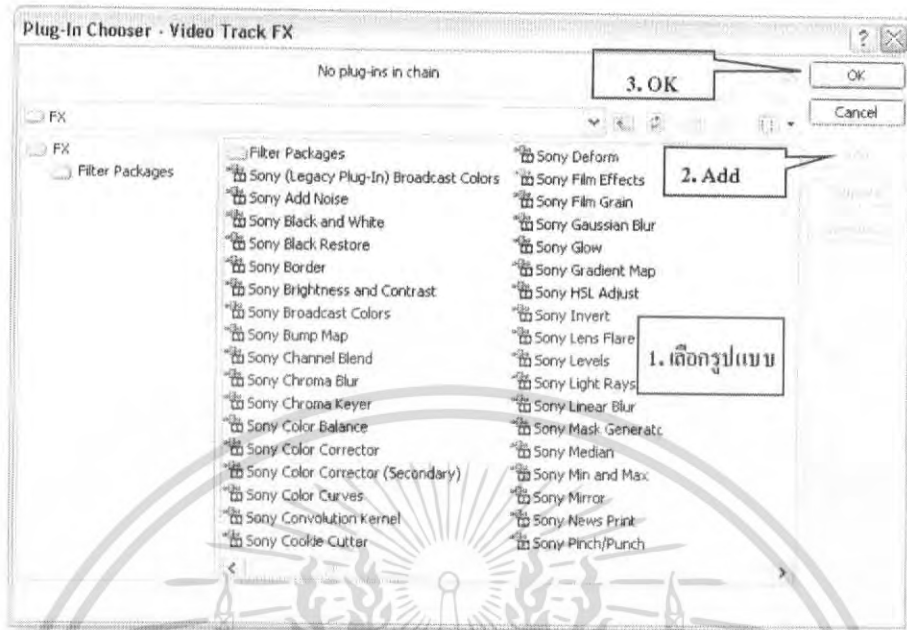 Plug-In Chooser - Video Track FX
No plug-ins in chain
3. OK
OK
Cancel
FX
FX
Filter Packages
2. Add
Filter Packages
Sony (Legacy Plug-In) Broadcast Colors
Sony Add Noise
Sony Black and White
Sony Black Restore
Sony Border
Sony Brightness and Contrast
Sony Broadcast Colors
Sony Bump Map
Sony Channel Blend
Sony Chroma Blur
Sony Chroma Keyer
Sony Color Balance
Sony Color Corrector
Sony Color Corrector (Secondary)
Sony Color Curves
Sony Convolution Kernel
Sony Cookie Cutter
Sony Deform
Sony Film Effects
Sony Film Grain
Sony Gaussian Blur
Sony Glow
Sony Gradient Map
Sony HSL Adjust
Sony Invert
Sony Lens Flare
Sony Levels
Sony Light Rays
Sony Linear Blur
Sony Mask Generatc
Sony Median
Sony Min and Max
Sony Mirror
Sony News Print
Sony Pinch/Punch
1. เลือกรูปแบบ